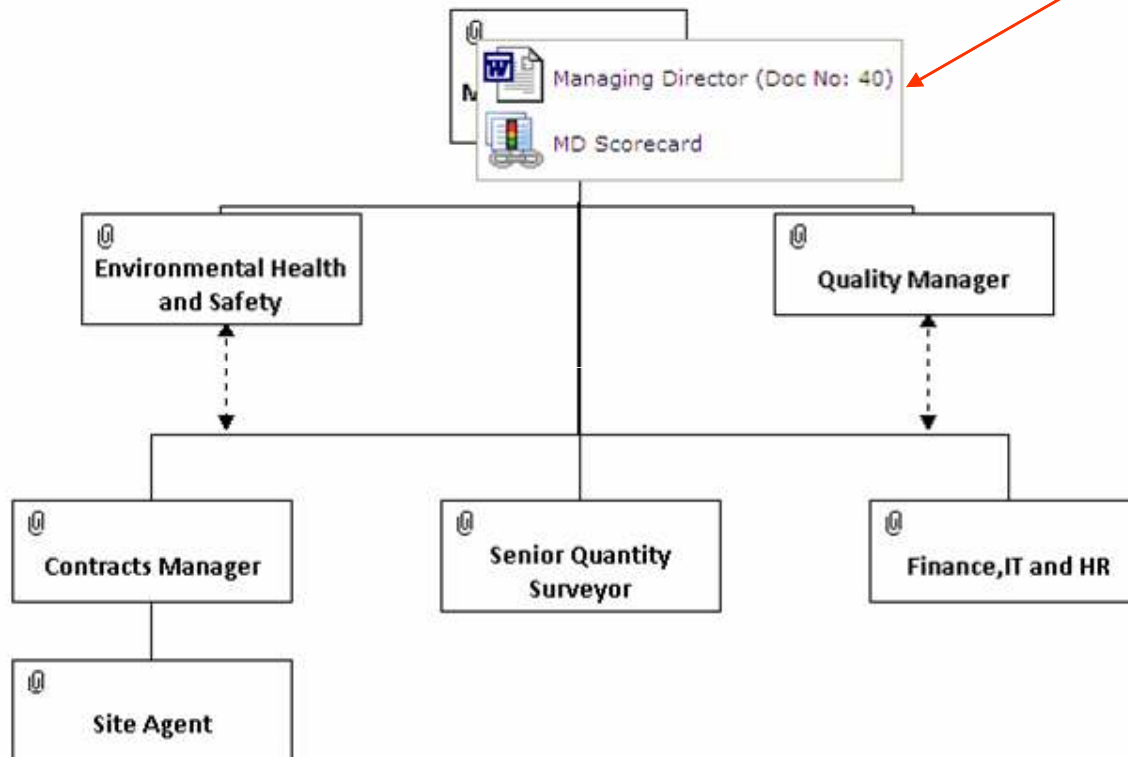 Managing Director (Doc No: 40)
MD Scorecard
Environmental Health
and Safety
Quality Manager
Contracts Manager
Senior Quantity
Surveyor
Finance,IT and HR
Site Agent